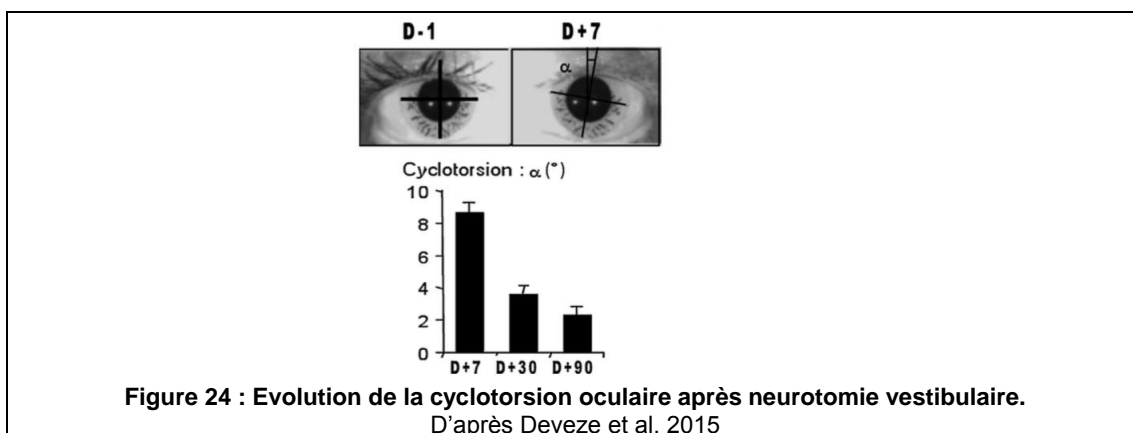 D-1 D+7
α
Cyclotorsion : α (°)
10
8
6
4
2
0
D+7 D+30 D+90
Figure 24 : Evolution de la cyclotorsion oculaire après neurotomie vestibulaire.
D'après Deveze et al. 2015